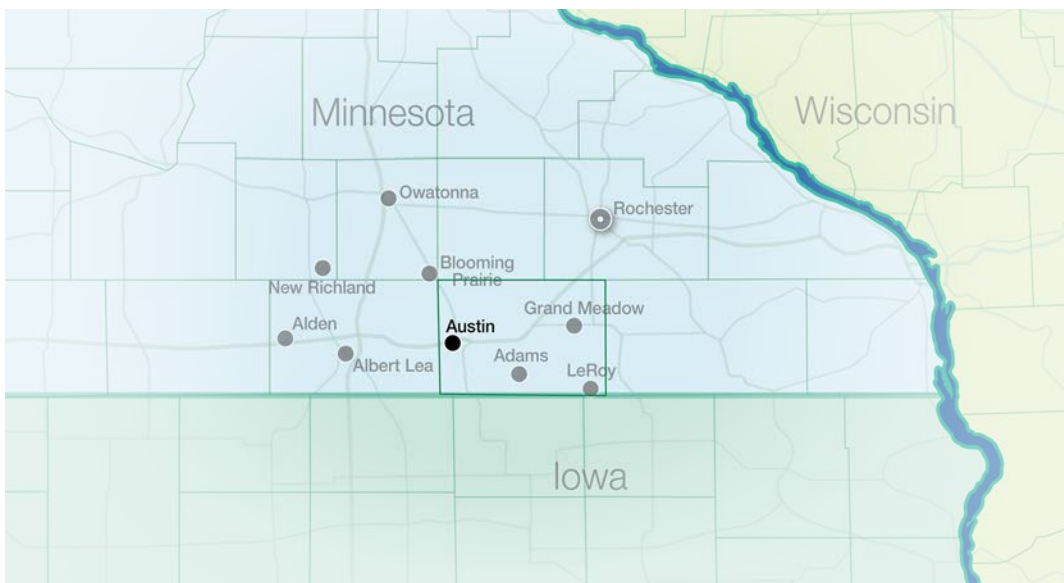 Minnesota
Wisconsin
Owatonna
Rochester
Blooming
Prairie
New Richland
Grand Meadow
Alden
Austin
Albert Lea
Adams
LeRoy
Iowa